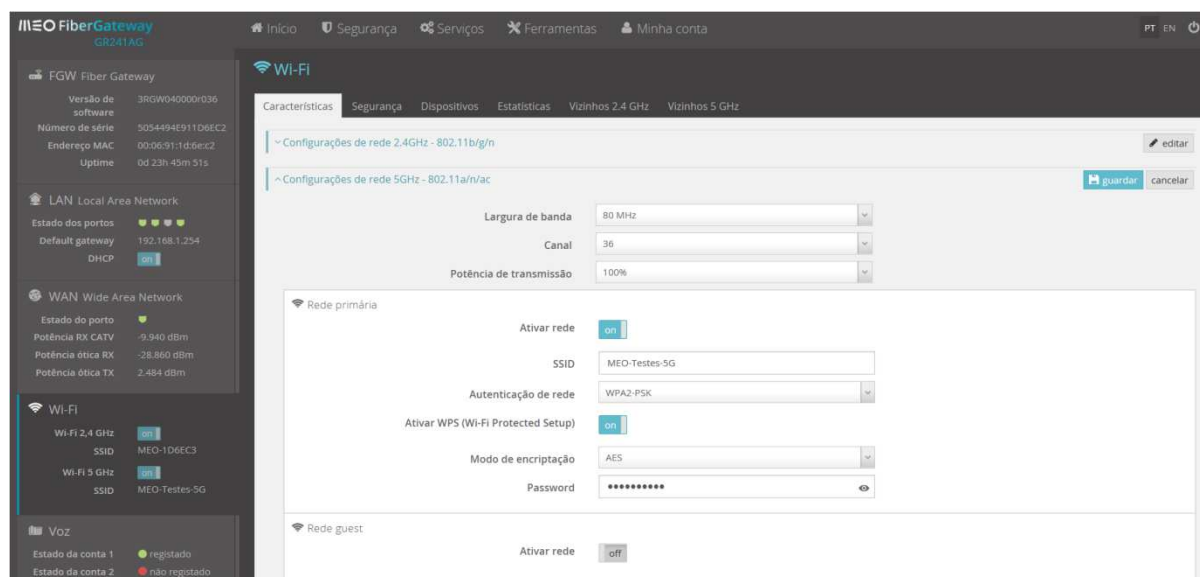 MEO FiberGateway
GR241AG
Início Segurança Serviços Ferramentas Minha conta
PT EN
FGW Fiber Gateway
Versão de software 3RGW040000r036
Número de série 5054494E911D6EC2
Endereço MAC 00:06:91:1d:6e:c2
Uptime 0d 23h 45m 51s
LAN Local Area Network
Estado dos portos
Default gateway 192.168.1.254
DHCP on
WAN Wide Area Network
Estado do porto
Potência RX CATV -9.940 dBm
Potência ótica RX -28.860 dBm
Potência ótica TX 2.484 dBm
Wi-Fi
Wi-Fi 2,4 GHz on
SSID MEO-1D6EC3
Wi-Fi 5 GHz on
SSID MEO-Testes-5G
Voz
Estado da conta 1 registado
Estado da conta 2 não registado
Wi-Fi
Características Segurança Dispositivos Estatísticas Vizinhos 2.4 GHz Vizinhos 5 GHz
Configurações de rede 2.4GHz - 802.11b/g/n editar
Configurações de rede 5GHz - 802.11a/n/ac guardar cancelar
Largura de banda 80 MHz
Canal 36
Potência de transmissão 100%
Rede primária
Ativar rede on
SSID MEO-Testes-5G
Autenticação de rede WPA2-PSK
Ativar WPS (Wi-Fi Protected Setup) on
Modo de encriptação AES
Password ••••••••••
Rede guest
Ativar rede off